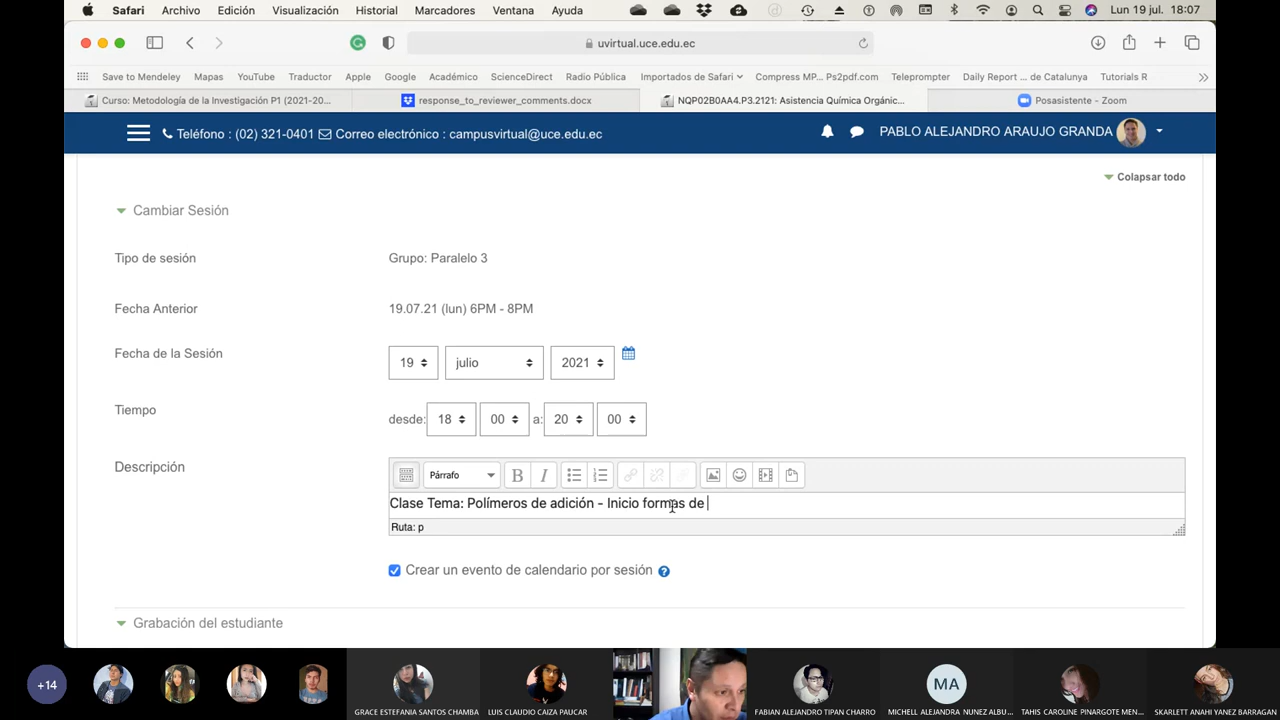 Safari Archivo Edición Visualización Historial Marcadores Ventana Ayuda Lun 19 jul. 18:07
uvirtual.uce.edu.ec
Save to Mendeley Mapas YouTube Traductor Apple Google Académico ScienceDirect Radio Pública Importados de Safari Compress MP... Ps2pdf.com Teleprompter Daily Report ... de Catalunya Tutorials R
Curso: Metodología de la Investigación P1 (2021-20... response_to_reviewer_comments.docx NQP02B0AA4.P3.2121: Asistencia Química Orgánic... Posasistente - Zoom
Teléfono : (02) 321-0401 Correo electrónico : campusvirtual@uce.edu.ec PABLO ALEJANDRO ARAUJO GRANDA
Colapsar todo
Cambiar Sesión
Tipo de sesión Grupo: Paralelo 3
Fecha Anterior 19.07.21 (lun) 6PM - 8PM
Fecha de la Sesión 19 julio 2021
Tiempo desde: 18 00 a: 20 00
Descripción Párrafo B I
Clase Tema: Polímeros de adición - Inicio formas de
Ruta: p
Crear un evento de calendario por sesión ?
Grabación del estudiante
+14 GRACE ESTEFANIA SANTOS CHAMBA LUIS CLAUDIO CAIZA PAUCAR FABIAN ALEJANDRO TIPAN CHARRO MA MICHELL ALEJANDRA NUNEZ ALBU... TAHIS CAROLINE PINARGOTE MEN... SKARLETT ANAHI YANEZ BARRAGAN